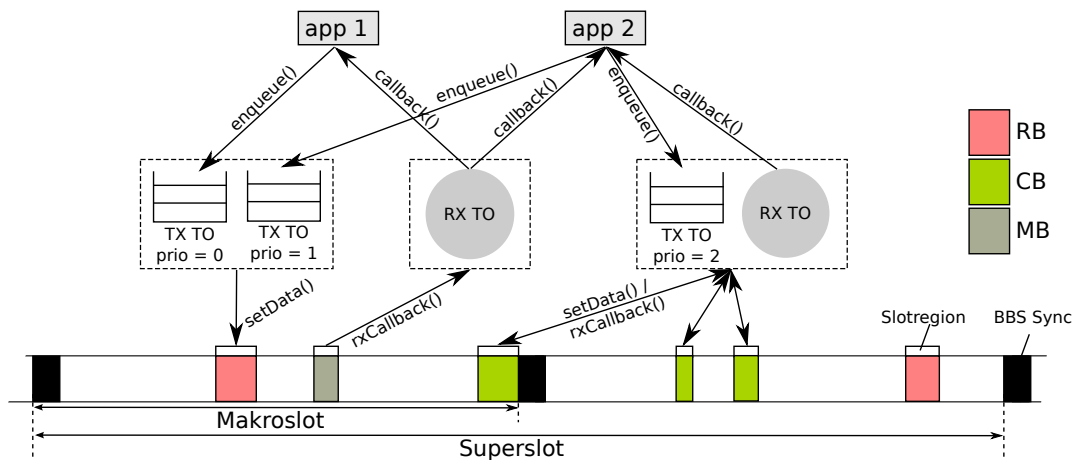 app 1
app 2
enqueue()
callback()
enqueue()
callback()
enqueue()
callback()
RB
CB
MB
TX TO
prio = 0
TX TO
prio = 1
RX TO
TX TO
prio = 2
RX TO
setData()
rxCallback()
setData() /
rxCallback()
Slotregion
BBS Sync
Makroslot
Superslot